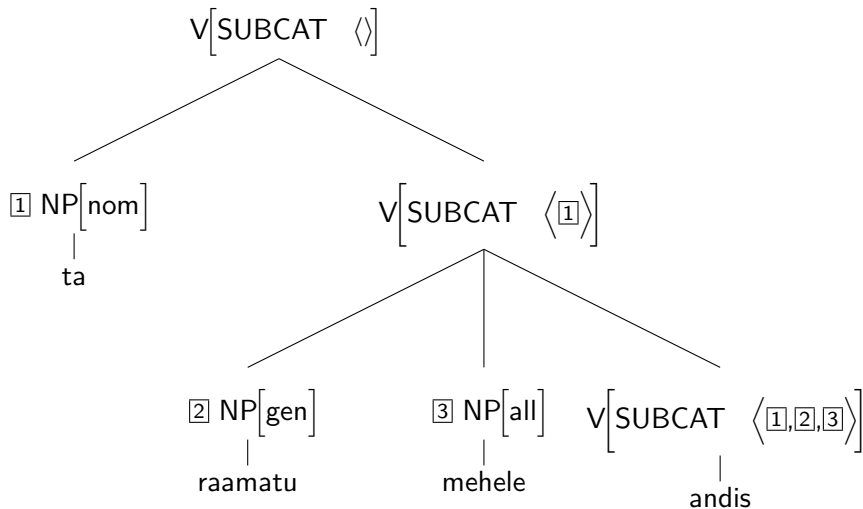 V[SUBCAT ⟨⟩]
1 NP[nom] V[SUBCAT ⟨1⟩]
ta
2 NP[gen] 3 NP[all] V[SUBCAT ⟨1,2,3⟩]
raamatu mehele andis